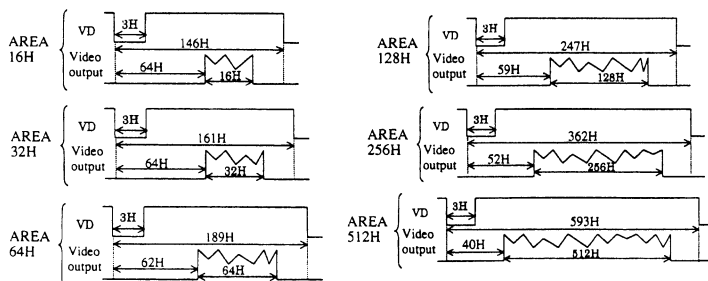 AREA 16H
VD
3H
146H
Video output
64H
16H
AREA 32H
VD
3H
161H
Video output
64H
32H
AREA 64H
VD
3H
189H
Video output
62H
64H
AREA 128H
VD
3H
247H
Video output
59H
128H
AREA 256H
VD
3H
362H
Video output
52H
256H
AREA 512H
VD
3H
593H
Video output
40H
512H